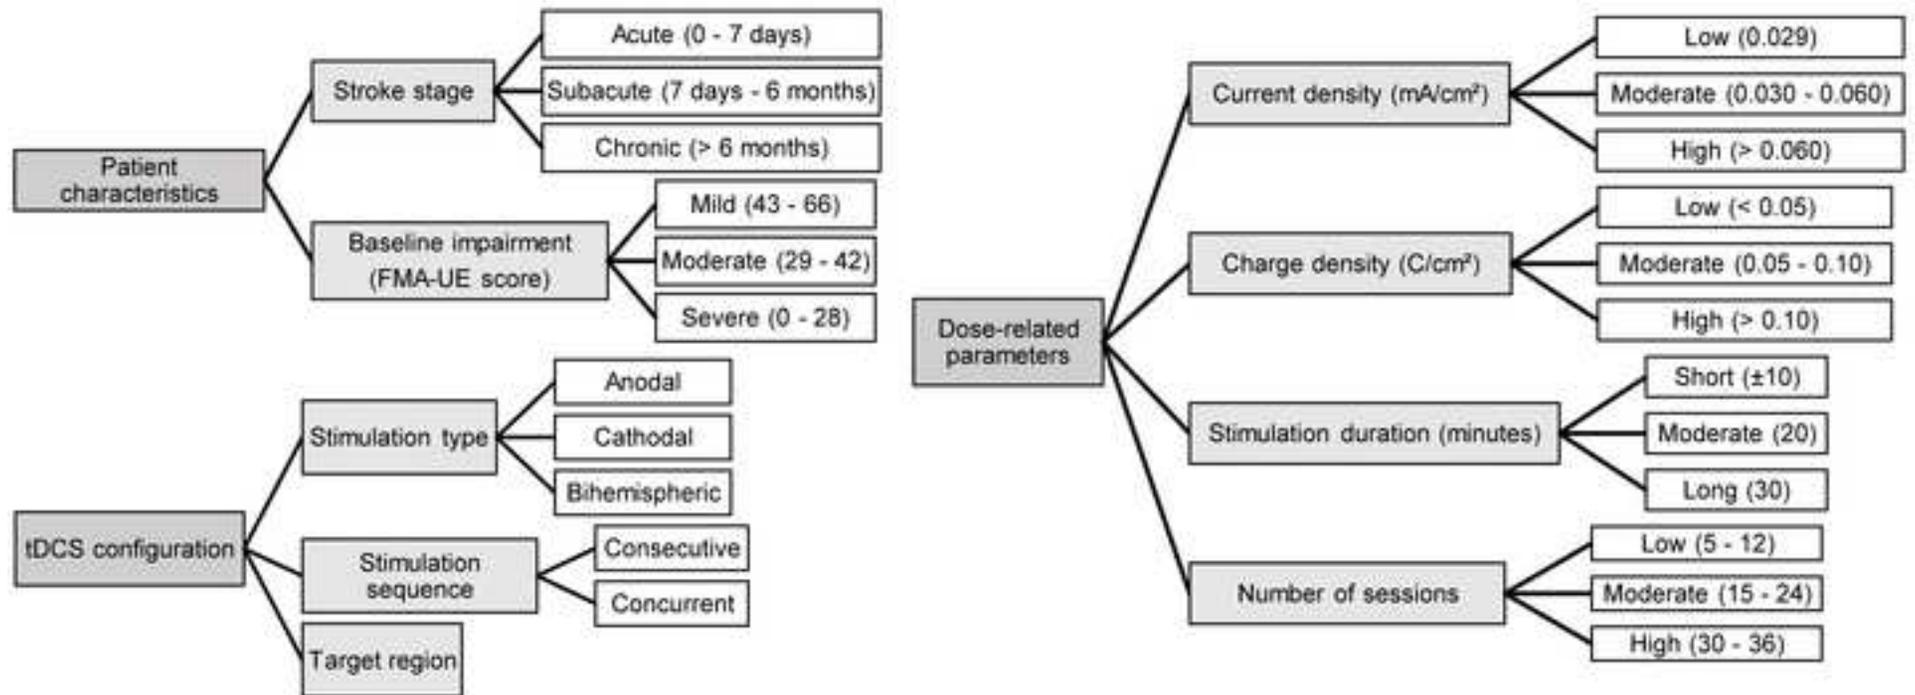 Patient
characteristics
Stroke stage
Acute (0 - 7 days)
Subacute (7 days - 6 months)
Chronic (> 6 months)
Baseline impairment
(FMA-UE score)
Mild (43 - 66)
Moderate (29 - 42)
Severe (0 - 28)
tDCS configuration
Stimulation type
Anodal
Cathodal
Bihemispheric
Stimulation
sequence
Consecutive
Concurrent
Target region
Dose-related
parameters
Current density (mA/cm²)
Low (0.029)
Moderate (0.030 - 0.060)
High (> 0.060)
Charge density (C/cm²)
Low (< 0.05)
Moderate (0.05 - 0.10)
High (> 0.10)
Stimulation duration (minutes)
Short (±10)
Moderate (20)
Long (30)
Number of sessions
Low (5 - 12)
Moderate (15 - 24)
High (30 - 36)